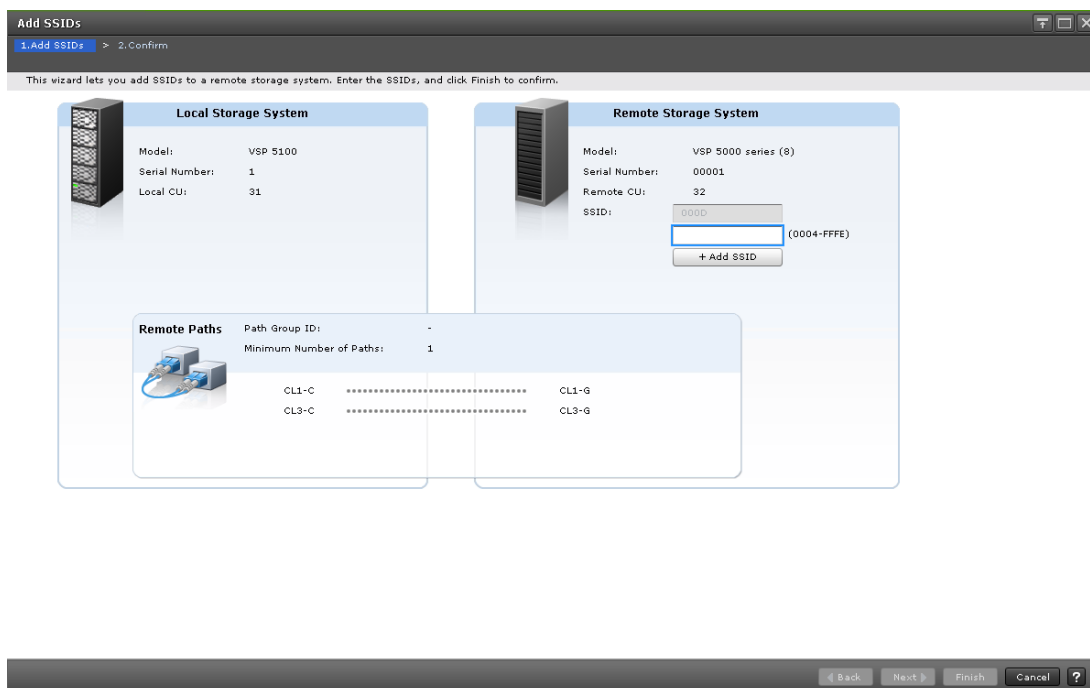 Add SSIDs
1.Add SSIDs > 2.Confirm
This wizard lets you add SSIDs to a remote storage system. Enter the SSIDs, and click Finish to confirm.
Local Storage System
Model: VSP 5100
Serial Number: 1
Local CU: 31
Remote Storage System
Model: VSP 5000 series (8)
Serial Number: 00001
Remote CU: 32
SSID: 000D
(0004-FFFE)
+ Add SSID
Remote Paths
Path Group ID: -
Minimum Number of Paths: 1
CL1-C CL1-G
CL3-C CL3-G
Back Next Finish Cancel ?